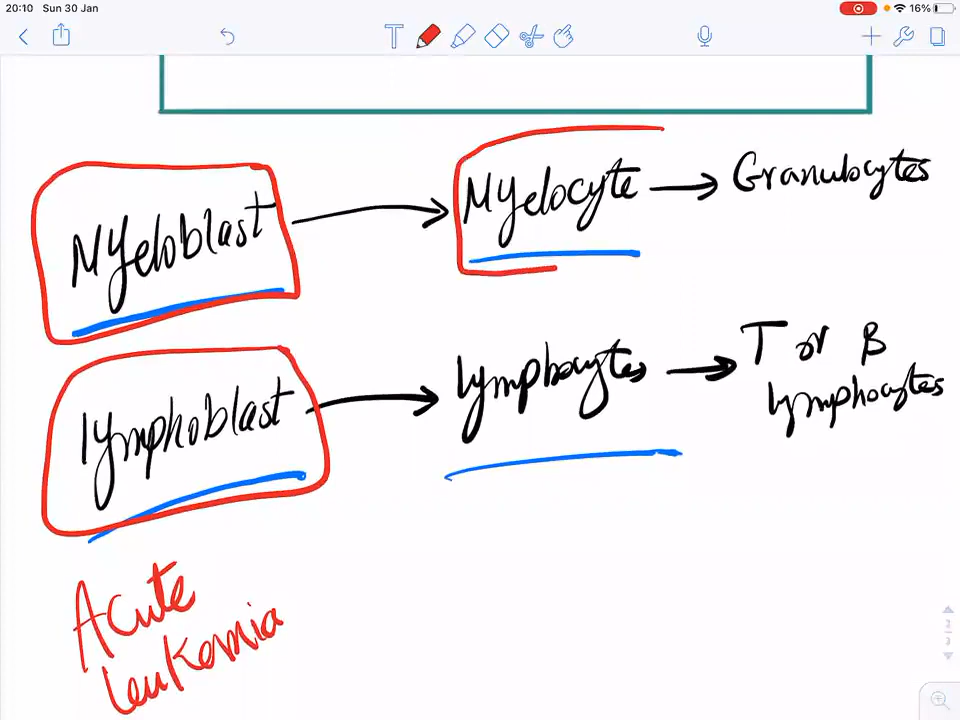 20:10 Sun 30 Jan 16%
Myeloblast → Myelocyte → Granulocytes
lymphoblast → lymphocytes → T or B
lymphocytes
Acute
leukemia